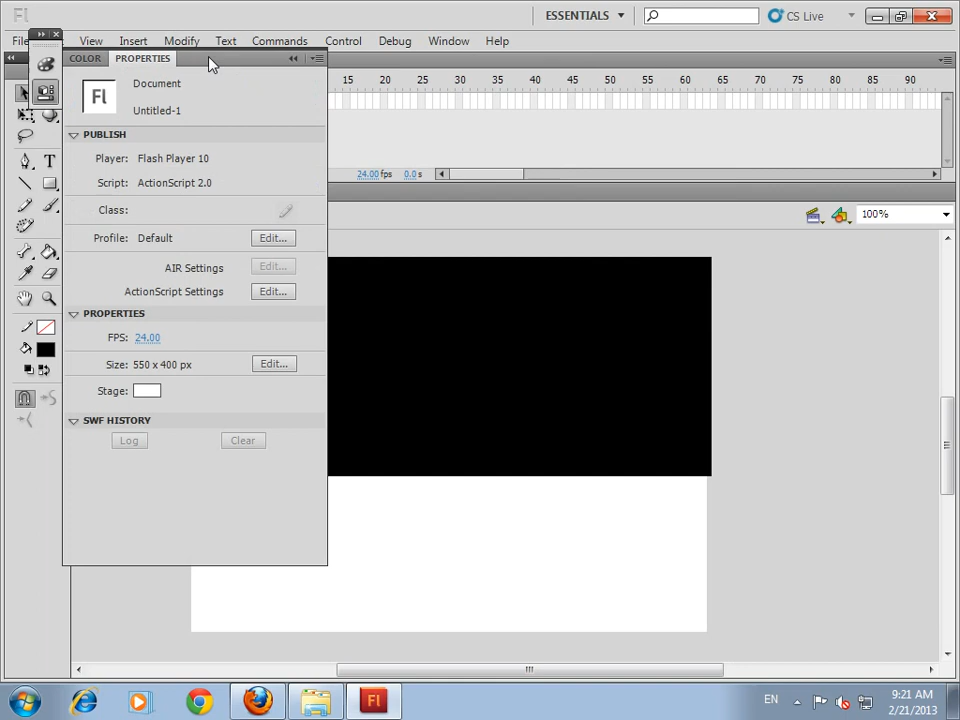 Fl ESSENTIALS CS Live
File View Insert Modify Text Commands Control Debug Window Help
COLOR PROPERTIES
15 20 25 30 35 40 45 50 55 60 65 70 75 80 85 90
Fl Document
Untitled-1
PUBLISH
Player: Flash Player 10
24.00 fps 0.0 s
Script: ActionScript 2.0
Class:
100%
Profile: Default Edit...
AIR Settings Edit...
ActionScript Settings Edit...
PROPERTIES
FPS: 24.00
Size: 550 x 400 px Edit...
Stage:
SWF HISTORY
Log Clear
Fl
EN
9:21 AM
2/21/2013